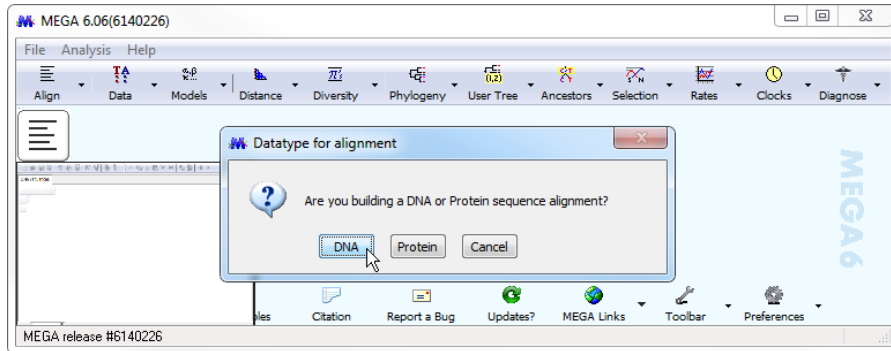 MEGA 6.06(6140226)
File Analysis Help
TA
Align Data Models Distance Diversity Phylogeny User Tree Ancestors Selection Rates Clocks Diagnose
Datatype for alignment
Are you building a DNA or Protein sequence alignment?
DNA Protein Cancel
MEGA6
ples Citation Report a Bug Updates? MEGA Links Toolbar Preferences
MEGA release #6140226